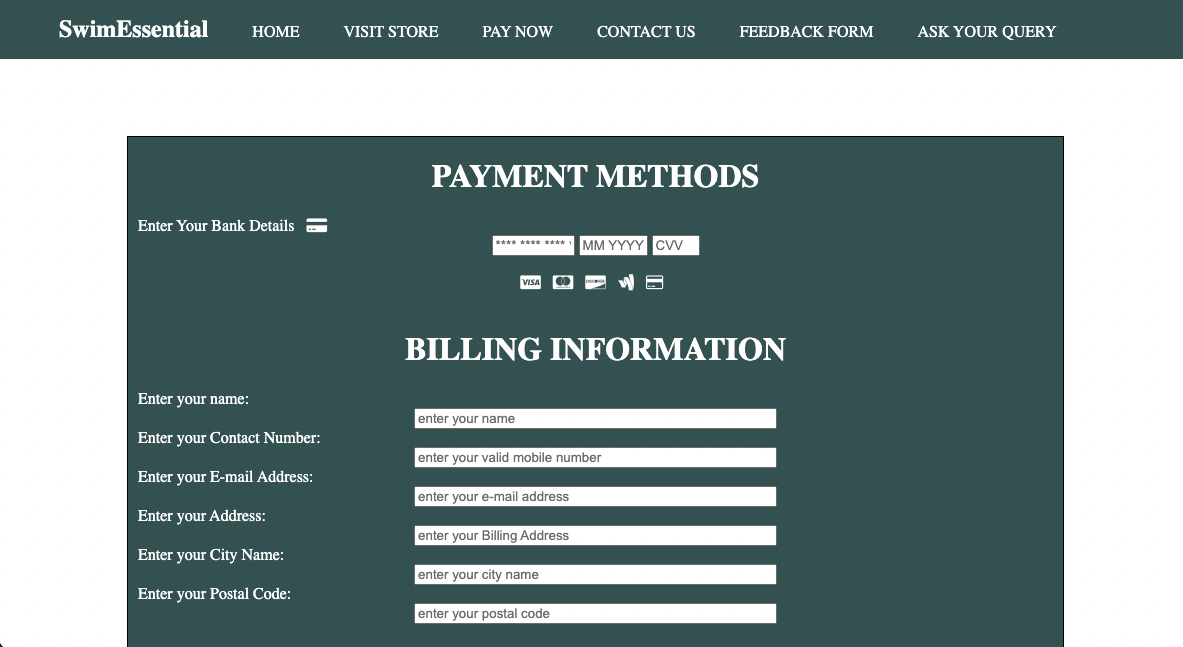 SwimEssential HOME VISIT STORE PAY NOW CONTACT US FEEDBACK FORM ASK YOUR QUERY
PAYMENT METHODS
Enter Your Bank Details
**** **** **** MM YYYY CVV
VISA DISCOVER
BILLING INFORMATION
Enter your name:
enter your name
Enter your Contact Number:
enter your valid mobile number
Enter your E-mail Address:
enter your e-mail address
Enter your Address:
enter your Billing Address
Enter your City Name:
enter your city name
Enter your Postal Code:
enter your postal code